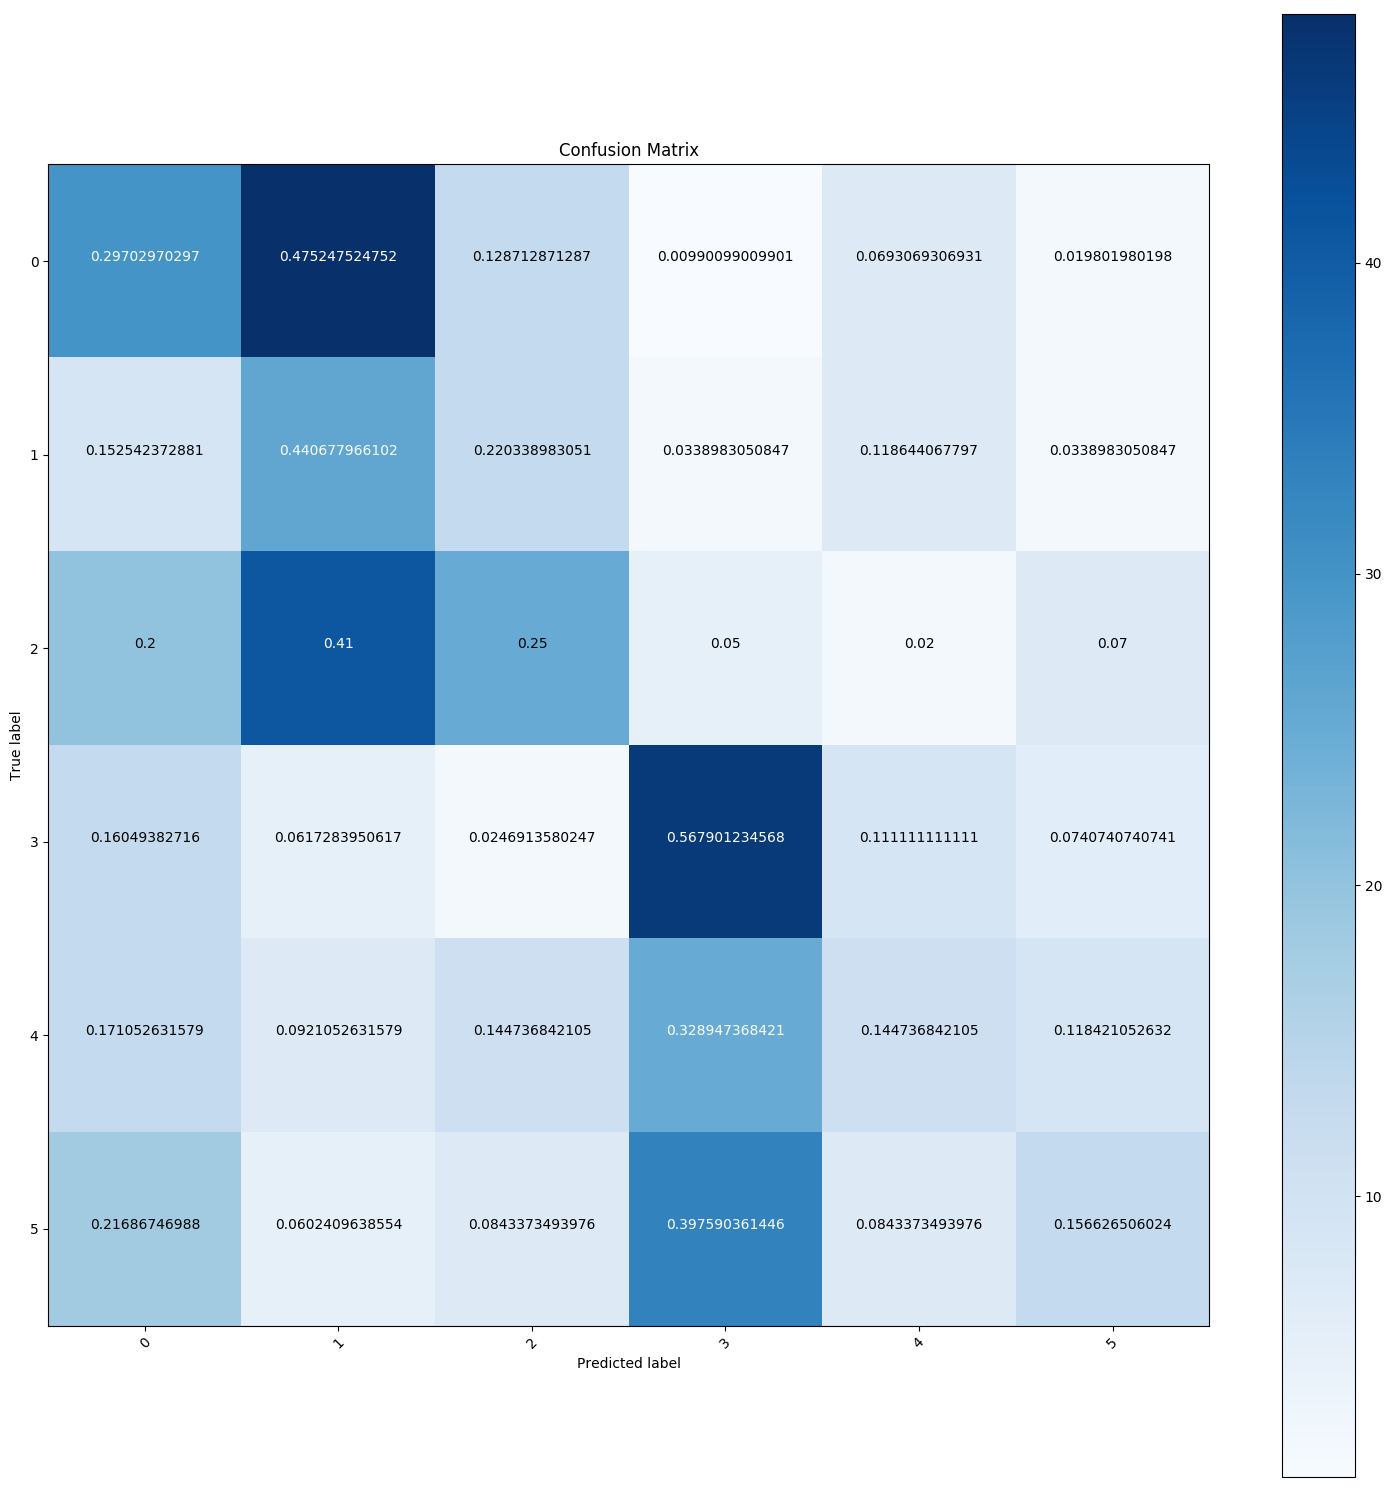 Confusion Matrix
0 0.29702970297 0.475247524752 0.128712871287 0.00990099009901 0.0693069306931 0.019801980198
40
1 0.152542372881 0.440677966102 0.220338983051 0.0338983050847 0.118644067797 0.0338983050847
30
2 0.2 0.41 0.25 0.05 0.02 0.07
True label
3 0.16049382716 0.0617283950617 0.0246913580247 0.567901234568 0.111111111111 0.0740740740741
20
4 0.171052631579 0.0921052631579 0.144736842105 0.328947368421 0.144736842105 0.118421052632
10
5 0.21686746988 0.0602409638554 0.0843373493976 0.397590361446 0.0843373493976 0.156626506024
0 1 2 3 4 5
Predicted label